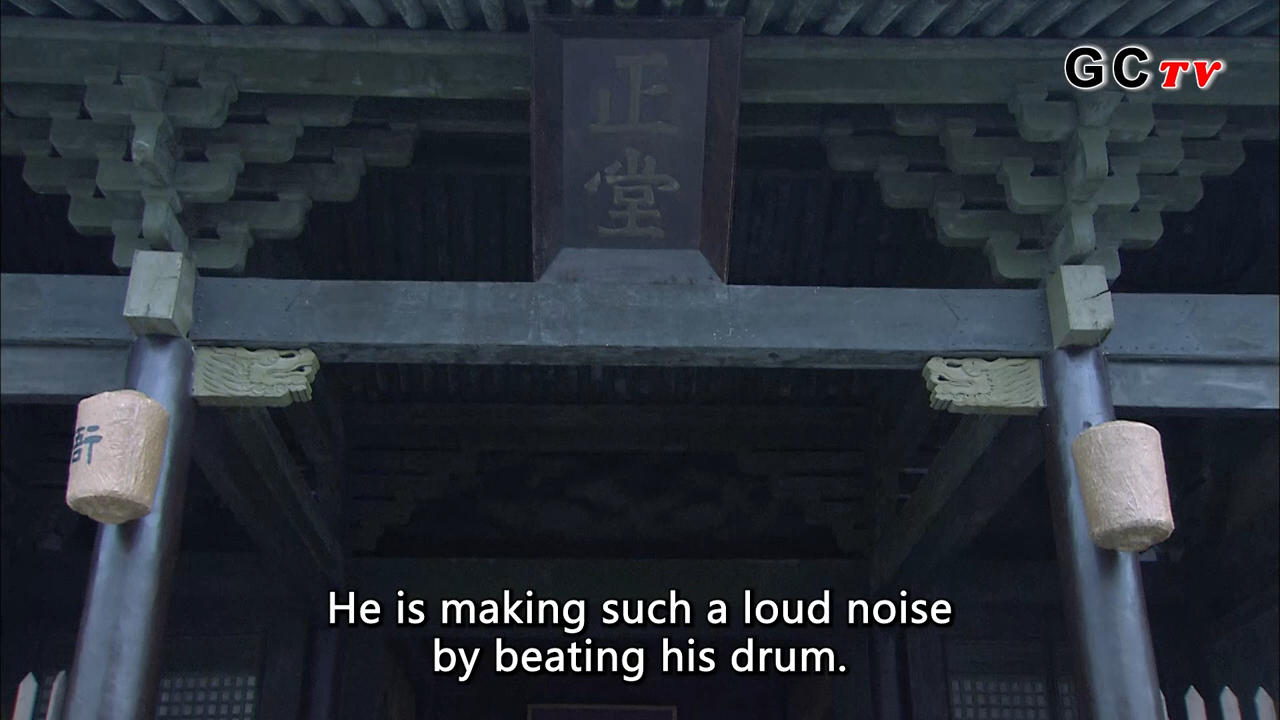 GCTV
正
堂
He is making such a loud noise
by beating his drum.